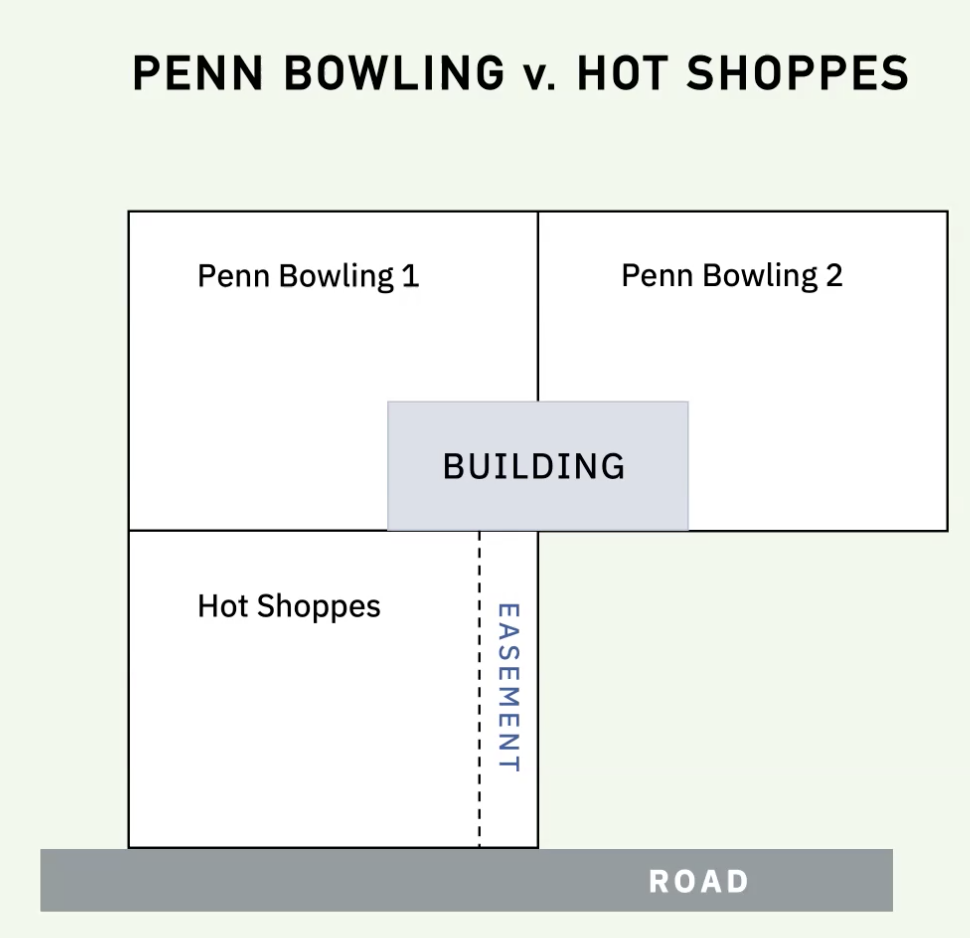 PENN BOWLING v. HOT SHOPPES
Penn Bowling 1
Penn Bowling 2
BUILDING
Hot Shoppes
EASEMENT
ROAD